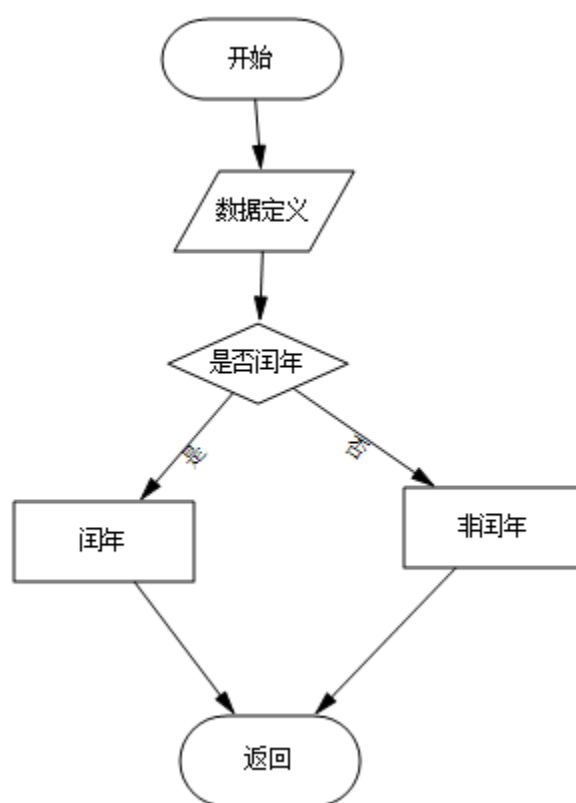 开始
数据定义
是否闰年
是
否
闰年
非闰年
返回